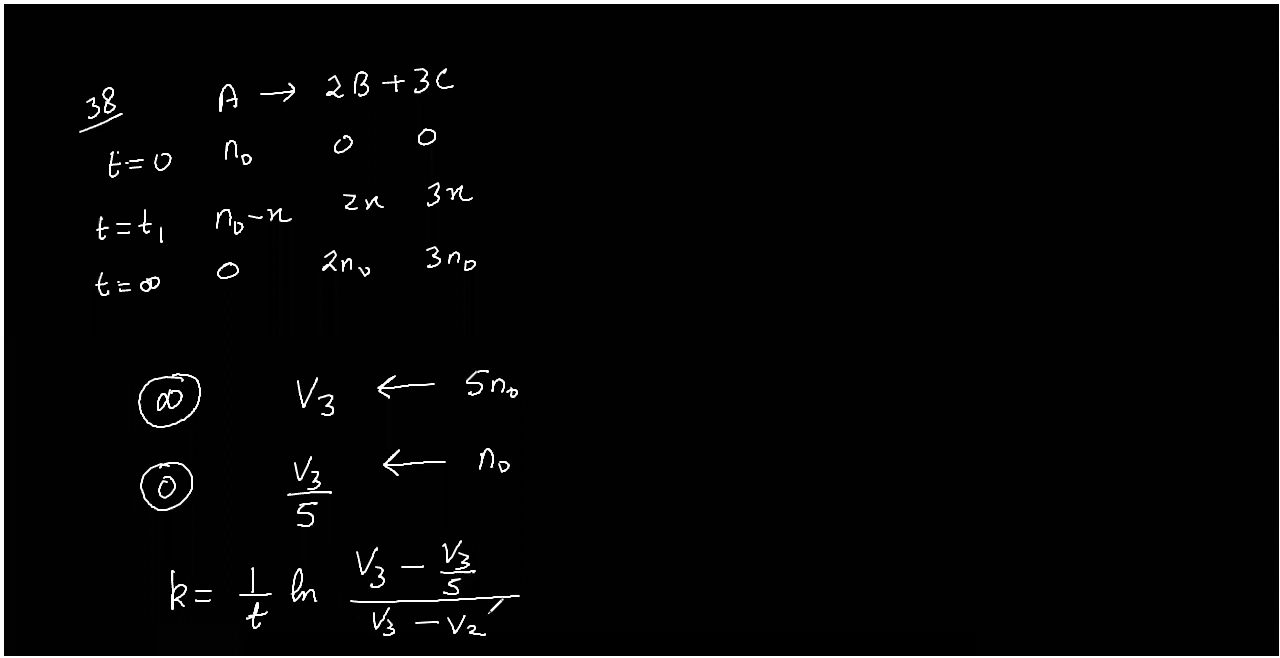 38 A → 2B + 3C
t = 0 n₀ 0 0
t = t₁ n₀-x 2x 3x
t = ∞ 0 2n₀ 3n₀
∞ V₃ ← 5n₀
0 V₃/5 ← n₀
k = 1/t ln (V₃ - V₃/5)/(V₃ - V₂)